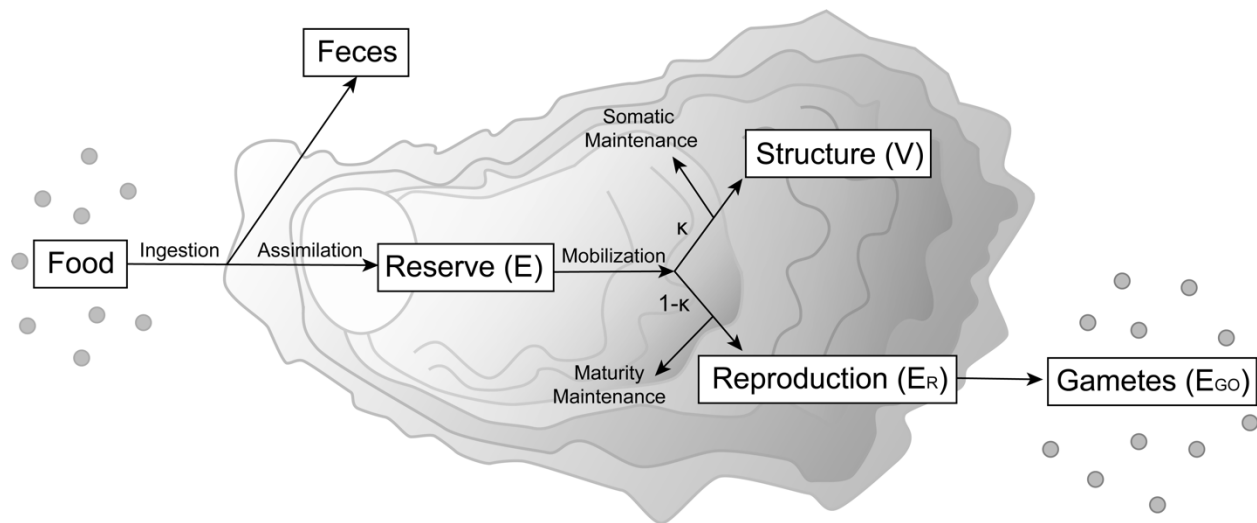 Feces
Somatic
Maintenance
Structure (V)
κ
Food
Ingestion
Assimilation
Reserve (E)
Mobilization
1-κ
Maturity
Maintenance
Reproduction (ER)
Gametes (EGO)